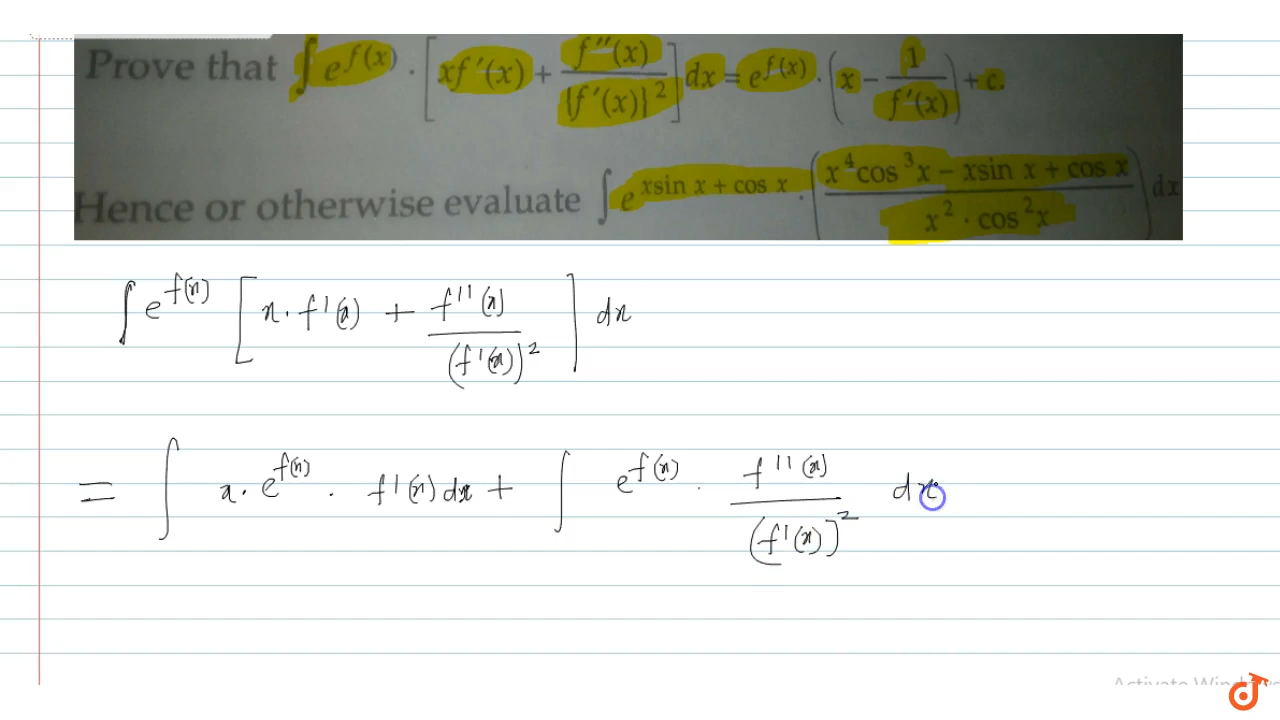 Prove that ∫ e^{f(x)} · [xf′(x) + f″(x)/{f′(x)}²] dx = e^{f(x)} · (x − 1/f′(x)) + c.
Hence or otherwise evaluate ∫ e^{x sin x + cos x} · (x⁴cos³x − x sin x + cos x / x² · cos²x) dx
∫ e^{f(x)} [x · f'(x) + f''(x)/(f'(x))²] dx
= ∫ x · e^{f(x)} · f'(x) dx + ∫ e^{f(x)} · f''(x)/(f'(x)]² dx